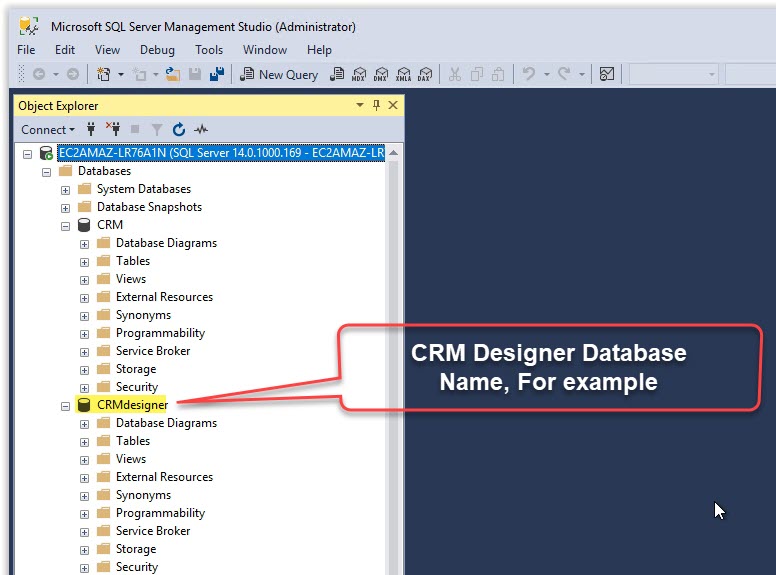 Microsoft SQL Server Management Studio (Administrator)
File Edit View Debug Tools Window Help
New Query MDX DMX XMLA DAX
Object Explorer
Connect
EC2AMAZ-LR76A1N (SQL Server 14.0.1000.169 - EC2AMAZ-LR
Databases
System Databases
Database Snapshots
CRM
Database Diagrams
Tables
Views
External Resources
Synonyms
Programmability
Service Broker
Storage
Security
CRMdesigner
Database Diagrams
Tables
Views
External Resources
Synonyms
Programmability
Service Broker
Storage
Security
CRM Designer Database
Name, For example